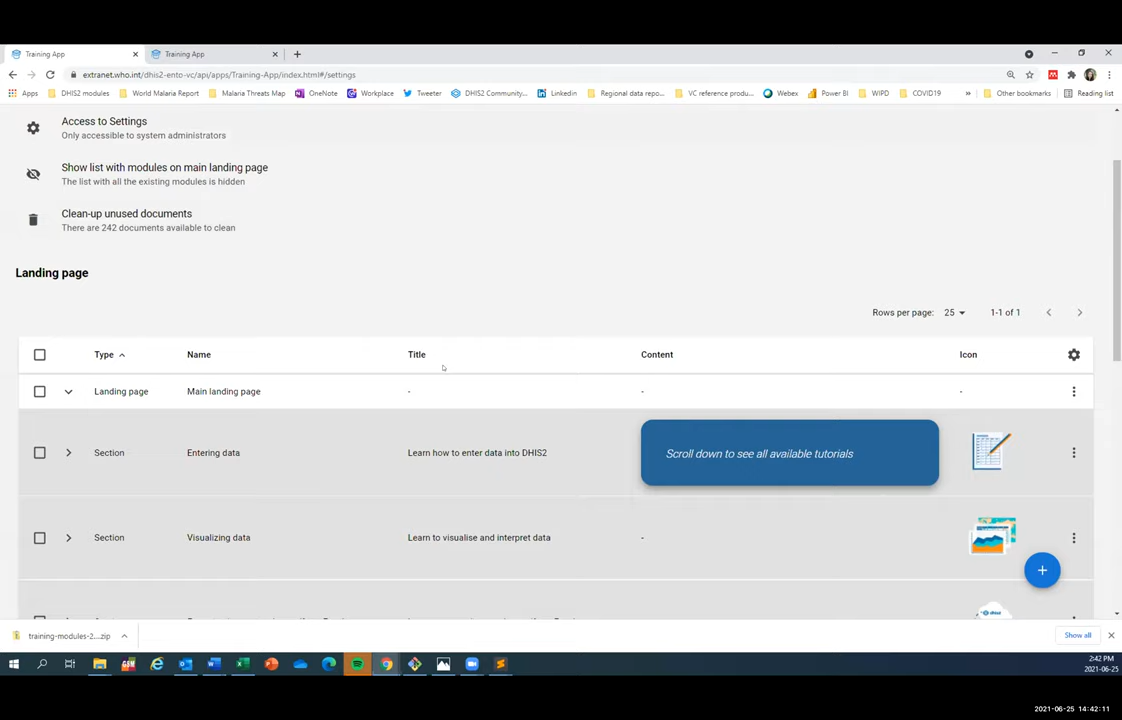 Training App
Training App
extranet.who.int/dhis2-ento-vc/api/apps/Training-App/index.html#/settings
Apps DHIS2 modules World Malaria Report Malaria Threats Map OneNote Workplace Tweeter DHIS2 Community... Linkedin Regional data repo... VC reference produ... Webex Power BI WIPD COVID19 » Other bookmarks Reading list
Access to Settings
Only accessible to system administrators
Show list with modules on main landing page
The list with all the existing modules is hidden
Clean-up unused documents
There are 242 documents available to clean
Landing page
Rows per page: 25 1-1 of 1
Type Name Title Content Icon
Landing page Main landing page - - -
Section Entering data Learn how to enter data into DHIS2 Scroll down to see all available tutorials
Section Visualizing data Learn to visualise and interpret data -
training-modules-2....zip
Show all
2:42 PM
2021-06-25
2021-06-25 14:42:11